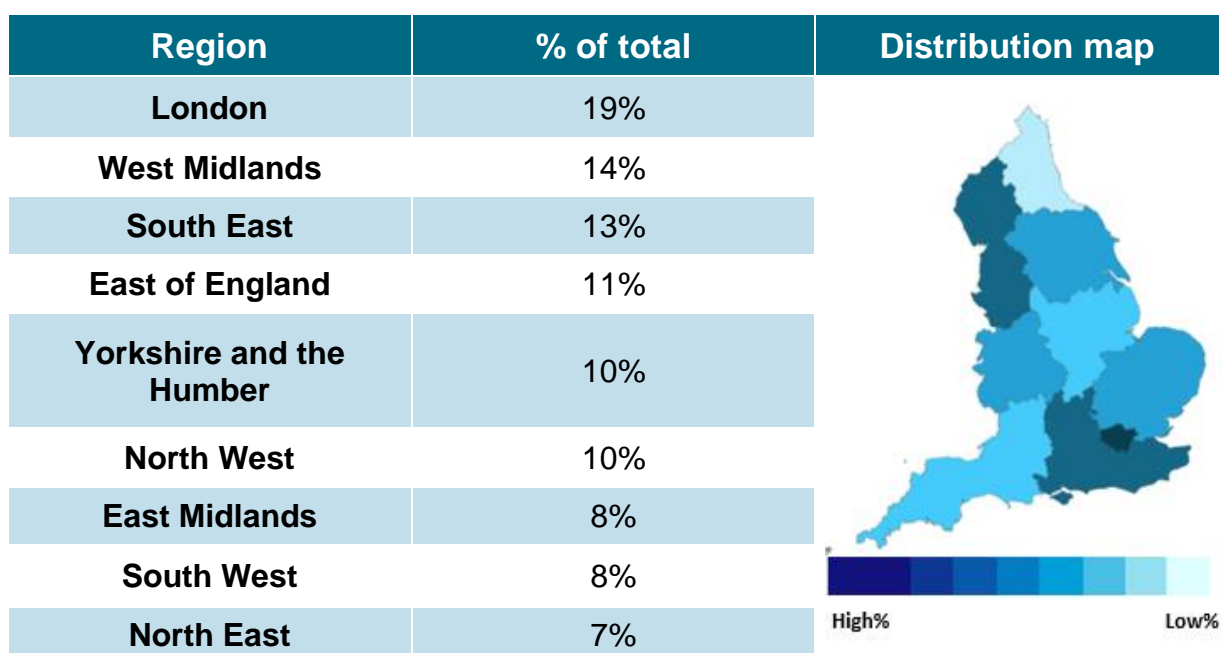 Region % of total Distribution map
London 19%
West Midlands 14%
South East 13%
East of England 11%
Yorkshire and the
Humber 10%
North West 10%
East Midlands 8%
South West 8%
North East 7%
High% Low%